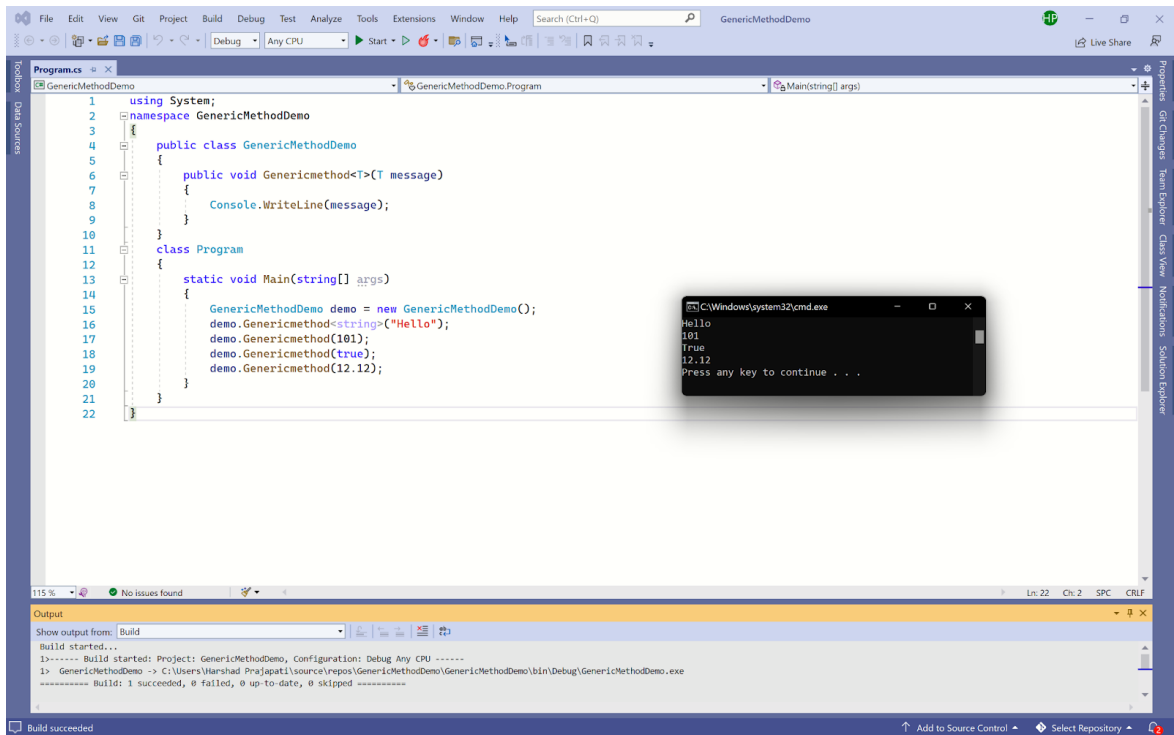 File Edit View Git Project Build Debug Test Analyze Tools Extensions Window Help Search (Ctrl+Q) GenericMethodDemo HP
Debug Any CPU Start Live Share
Toolbox
Data Sources
Program.cs
GenericMethodDemo GenericMethodDemo.Program Main(string[] args)
1 using System;
2 namespace GenericMethodDemo
3 {
4 public class GenericMethodDemo
5 {
6 public void Genericmethod<T>(T message)
7 {
8 Console.WriteLine(message);
9 }
10 }
11 class Program
12 {
13 static void Main(string[] args)
14 {
15 GenericMethodDemo demo = new GenericMethodDemo();
16 demo.Genericmethod<string>("Hello");
17 demo.Genericmethod(101);
18 demo.Genericmethod(true);
19 demo.Genericmethod(12.12);
20 }
21 }
22 }
C:\Windows\system32\cmd.exe
Hello
101
True
12.12
Press any key to continue . . .
Properties
Git Changes
Team Explorer
Class View
Notifications
Solution Explorer
115 % No issues found Ln: 22 Ch: 2 SPC CRLF
Output
Show output from: Build
Build started...
1>------ Build started: Project: GenericMethodDemo, Configuration: Debug Any CPU ------
1> GenericMethodDemo -> C:\Users\Harshad Prajapati\source\repos\GenericMethodDemo\GenericMethodDemo\bin\Debug\GenericMethodDemo.exe
========== Build: 1 succeeded, 0 failed, 0 up-to-date, 0 skipped ==========
Build succeeded Add to Source Control Select Repository 2